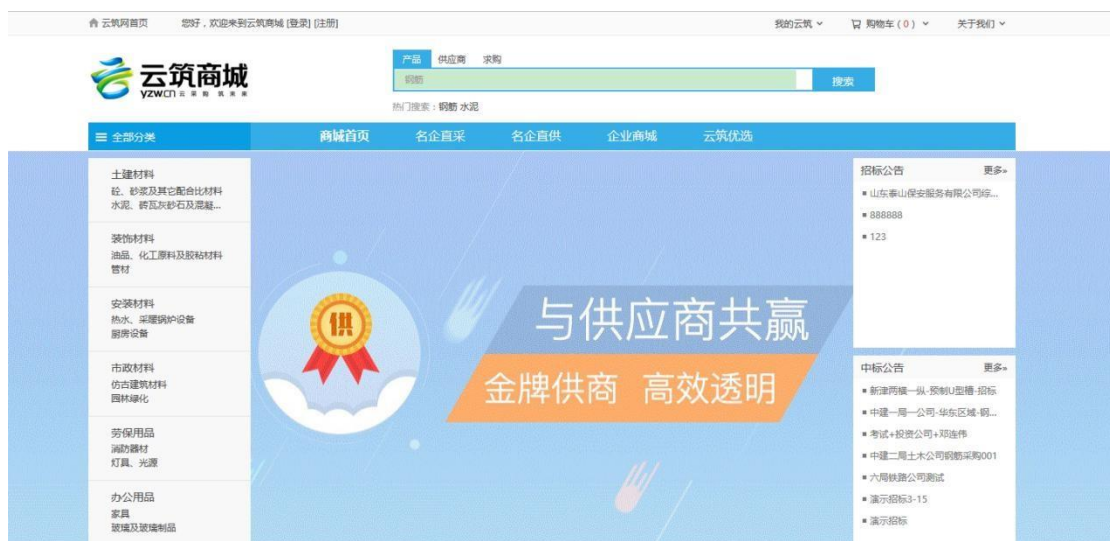 云筑网首页 您好，欢迎来到云筑商城 [登录] [注册] 我的云筑 购物车（0） 关于我们
云筑商城
yzwcn 云采购 筑未来
产品 供应商 求购
钢筋 搜索
热门搜索：钢筋 水泥
全部分类 商城首页 名企直采 名企直供 企业商城 云筑优选
土建材料
砼、砂浆及其它配合比材料
水泥、砖瓦灰砂石及混凝...
装饰材料
油品、化工原料及胶粘材料
管材
安装材料
热水、采暖锅炉设备
厨房设备
市政材料
仿古建筑材料
园林绿化
劳保用品
消防器材
灯具、光源
办公用品
家具
玻璃及玻璃制品
供
与供应商共赢
金牌供商 高效透明
招标公告 更多»
山东泰山保安服务有限公司综...
888888
123
中标公告 更多»
新津两横一纵-预制U型槽-招标
中建一局一公司-华东区域-钢...
考试+投资公司+邓连伟
中建二局土木公司钢筋采购001
六局铁路公司测试
演示招标3-15
演示招标